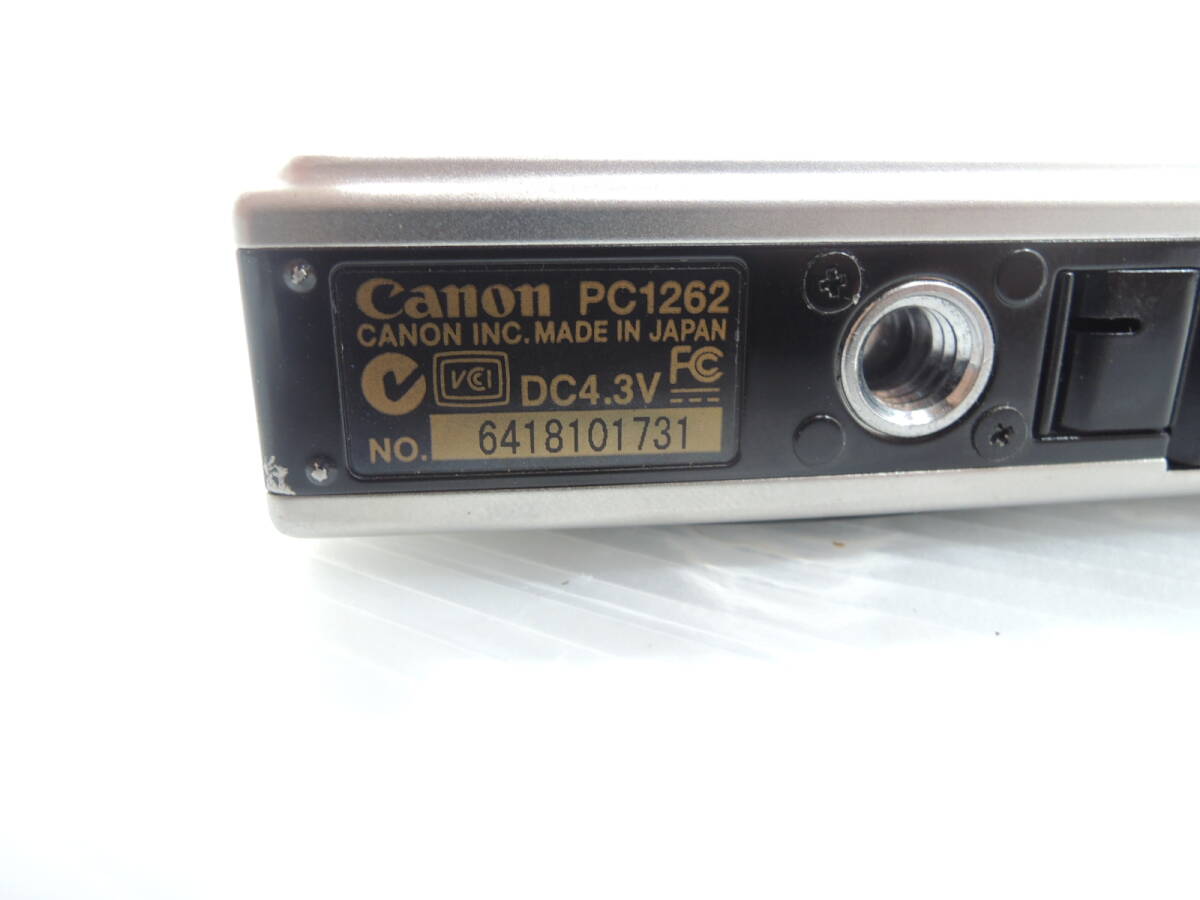 Canon PC1262
CANON INC. MADE IN JAPAN
VCI DC4.3V FC
NO. 6418101731